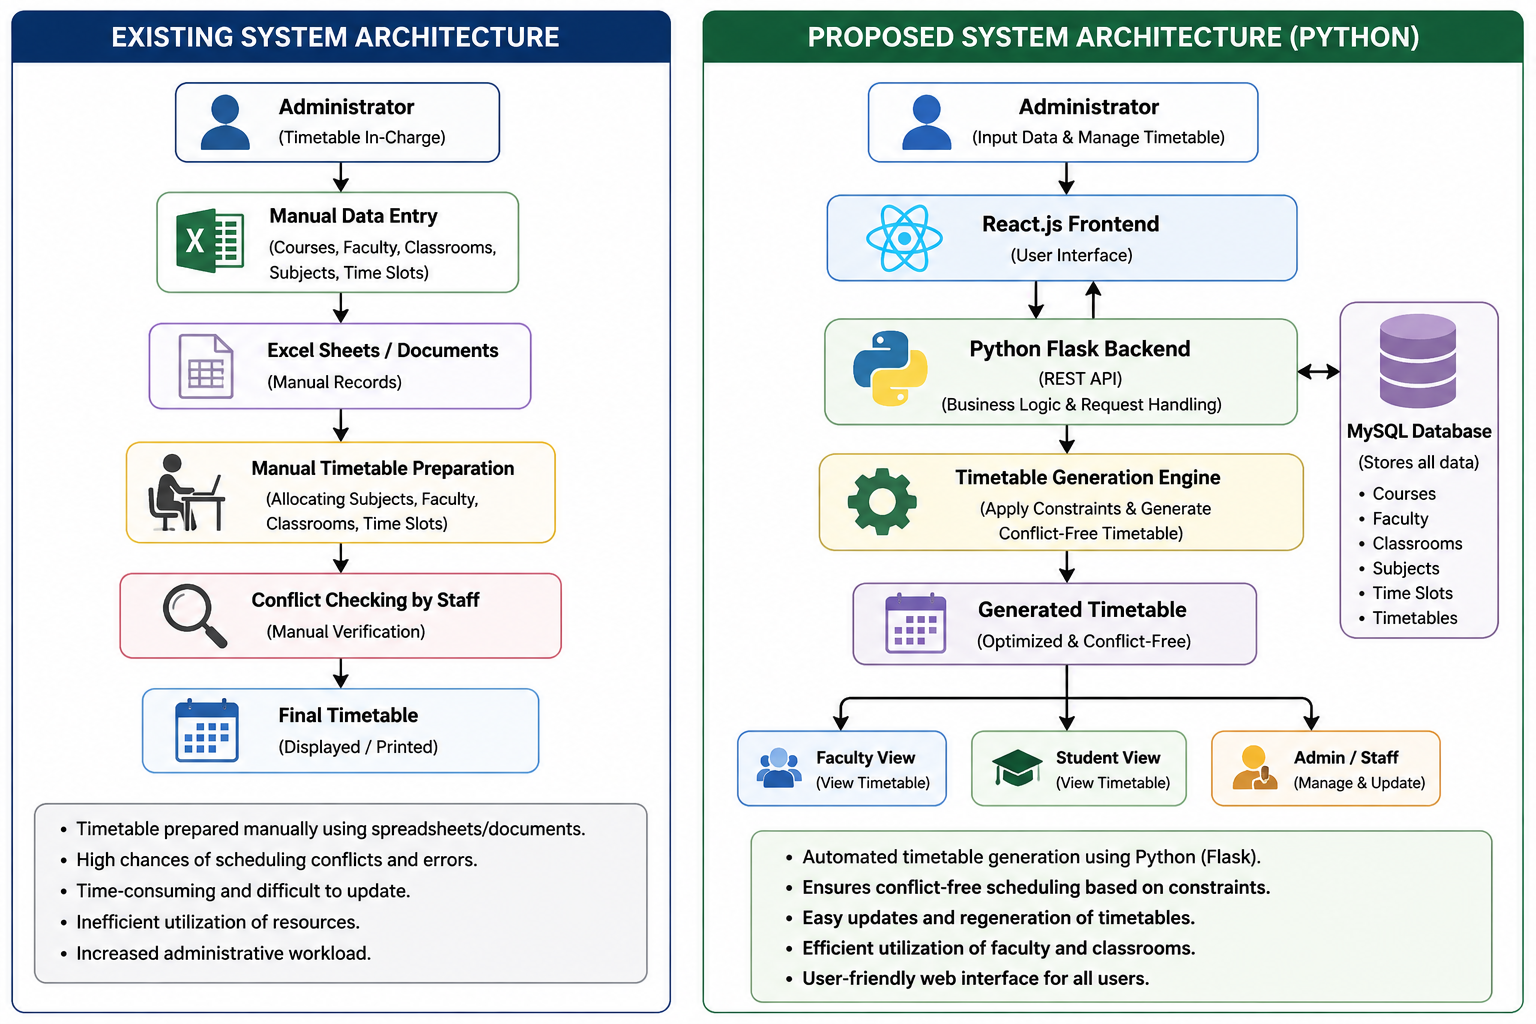 EXISTING SYSTEM ARCHITECTURE
Administrator
(Timetable In-Charge)
X
Manual Data Entry
(Courses, Faculty, Classrooms,
Subjects, Time Slots)
Excel Sheets / Documents
(Manual Records)
Manual Timetable Preparation
(Allocating Subjects, Faculty,
Classrooms, Time Slots)
Conflict Checking by Staff
(Manual Verification)
Final Timetable
(Displayed / Printed)
• Timetable prepared manually using spreadsheets/documents.
• High chances of scheduling conflicts and errors.
• Time-consuming and difficult to update.
• Inefficient utilization of resources.
• Increased administrative workload.
PROPOSED SYSTEM ARCHITECTURE (PYTHON)
Administrator
(Input Data & Manage Timetable)
React.js Frontend
(User Interface)
Python Flask Backend
(REST API)
(Business Logic & Request Handling)
MySQL Database
(Stores all data)
• Courses
• Faculty
• Classrooms
• Subjects
• Time Slots
• Timetables
Timetable Generation Engine
(Apply Constraints & Generate
Conflict-Free Timetable)
Generated Timetable
(Optimized & Conflict-Free)
Faculty View
(View Timetable)
Student View
(View Timetable)
Admin / Staff
(Manage & Update)
• Automated timetable generation using Python (Flask).
• Ensures conflict-free scheduling based on constraints.
• Easy updates and regeneration of timetables.
• Efficient utilization of faculty and classrooms.
• User-friendly web interface for all users.